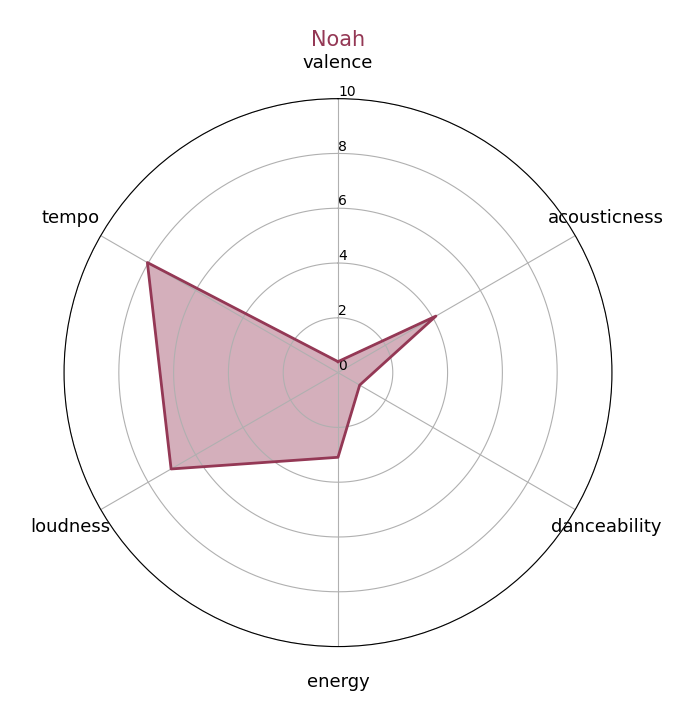 Noah
valence
10
8
tempo
acousticness
6
4
2
0
loudness
danceability
energy